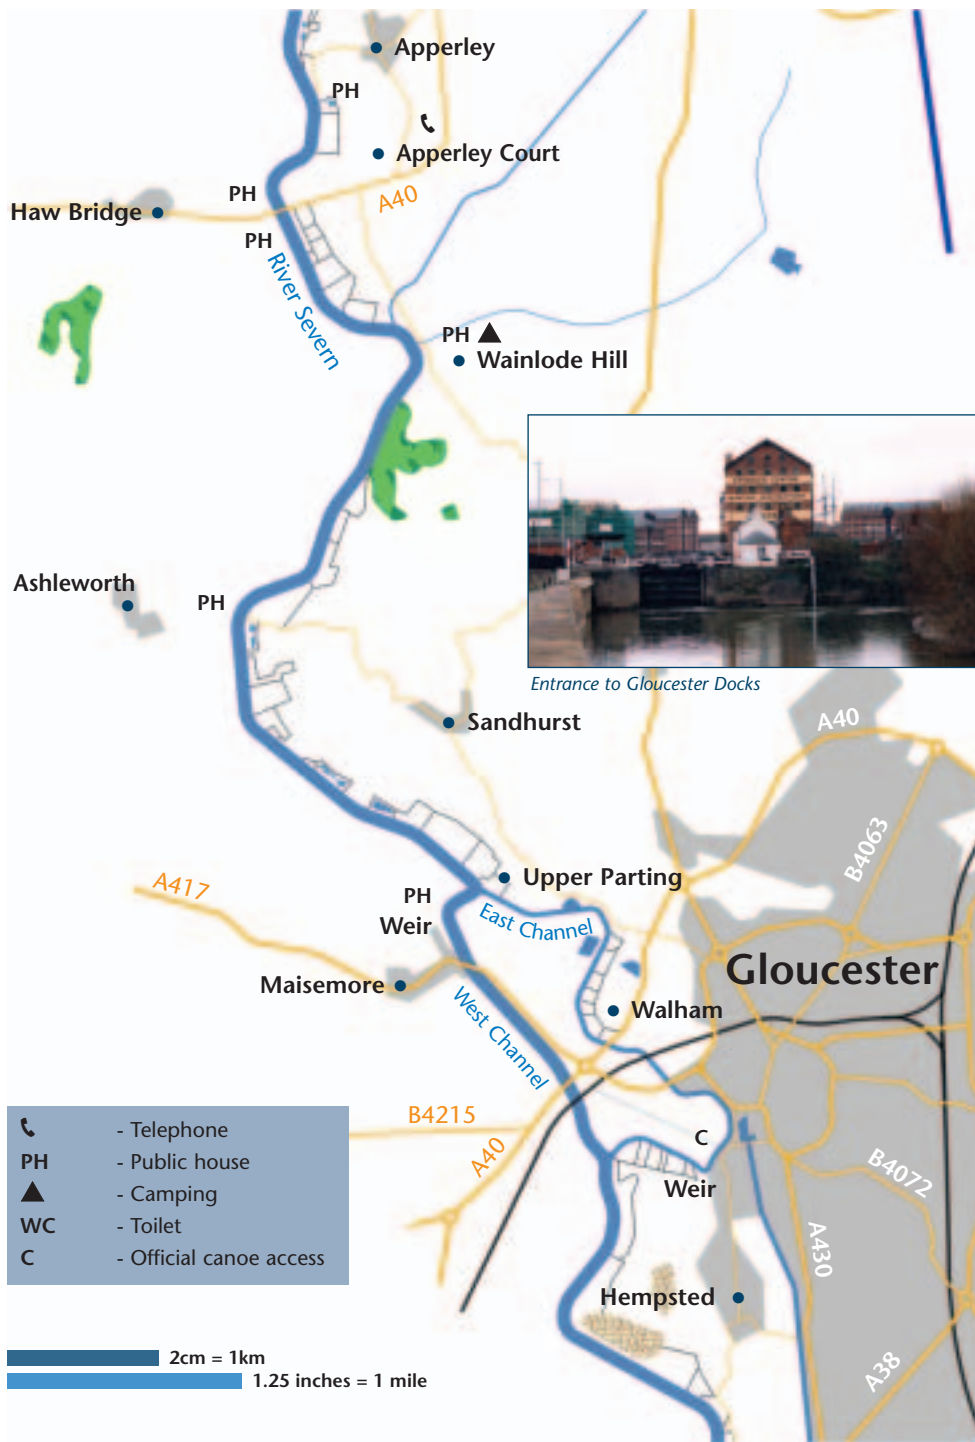 Apperley
PH
Apperley Court
PH
A40
Haw Bridge
PH
River Severn
PH
Wainlode Hill
Ashleworth
PH
Entrance to Gloucester Docks
Sandhurst
A40
B4063
A417
Upper Parting
PH
Weir
East Channel
Gloucester
Maisemore
West Channel
Walham
B4215
A40
C
Weir
B4072
A430
Hempsted
A38
- Telephone
PH - Public house
- Camping
WC - Toilet
C - Official canoe access
2cm = 1km
1.25 inches = 1 mile